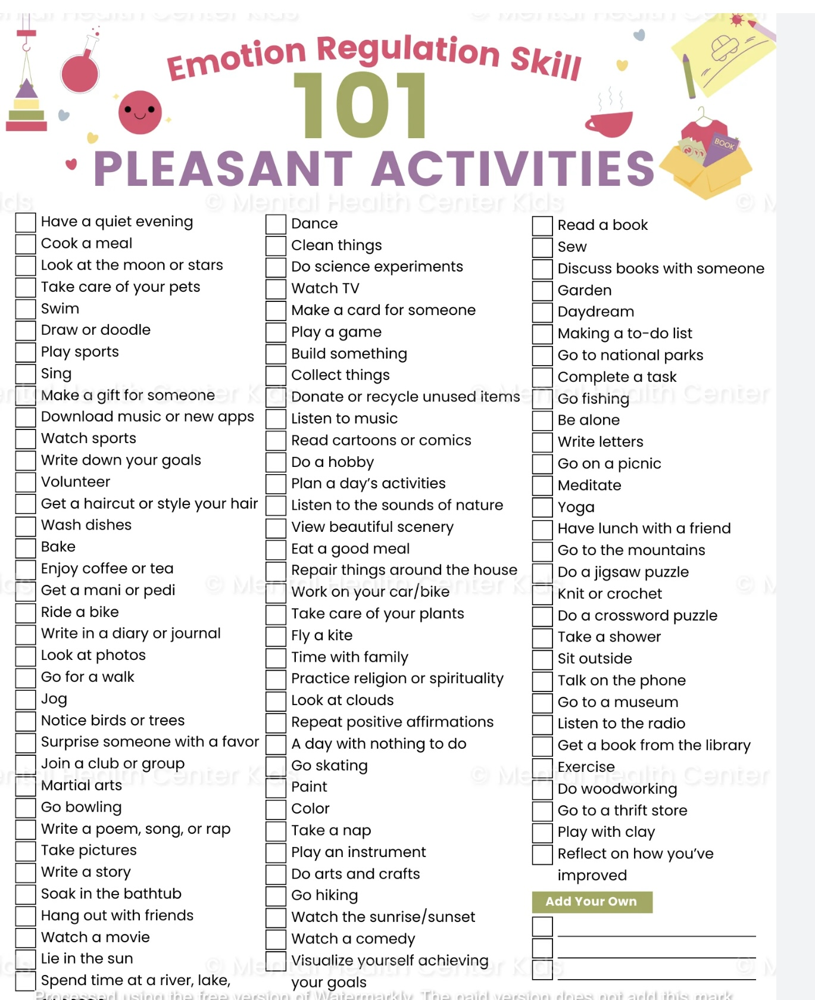 Mental Health Center Kids
© Mental Health Center Kids
Emotion Regulation Skill
101
BOOK
PLEASANT ACTIVITIES
Kids
© Mental Health Center Kids
© M
Have a quiet evening
Cook a meal
Look at the moon or stars
Take care of your pets
Swim
Draw or doodle
Play sports
Sing
Make a gift for someone
Download music or new apps
Watch sports
Write down your goals
Volunteer
Get a haircut or style your hair
Wash dishes
Bake
Enjoy coffee or tea
Get a mani or pedi
Ride a bike
Write in a diary or journal
Look at photos
Go for a walk
Jog
Notice birds or trees
Surprise someone with a favor
Join a club or group
Martial arts
Go bowling
Write a poem, song, or rap
Take pictures
Write a story
Soak in the bathtub
Hang out with friends
Watch a movie
Lie in the sun
Spend time at a river, lake,
Dance
Clean things
Do science experiments
Watch TV
Make a card for someone
Play a game
Build something
Collect things
Donate or recycle unused items
Listen to music
Read cartoons or comics
Do a hobby
Plan a day's activities
Listen to the sounds of nature
View beautiful scenery
Eat a good meal
Repair things around the house
Work on your car/bike
Take care of your plants
Fly a kite
Time with family
Practice religion or spirituality
Look at clouds
Repeat positive affirmations
A day with nothing to do
Go skating
Paint
Color
Take a nap
Play an instrument
Do arts and crafts
Go hiking
Watch the sunrise/sunset
Watch a comedy
Visualize yourself achieving
your goals
Read a book
Sew
Discuss books with someone
Garden
Daydream
Making a to-do list
Go to national parks
Complete a task
Go fishing
Be alone
Write letters
Go on a picnic
Meditate
Yoga
Have lunch with a friend
Go to the mountains
Do a jigsaw puzzle
Knit or crochet
Do a crossword puzzle
Take a shower
Sit outside
Talk on the phone
Go to a museum
Listen to the radio
Get a book from the library
Exercise
Do woodworking
Go to a thrift store
Play with clay
Reflect on how you've
improved
Add Your Own
Processed using the free version of Watermarkly. The paid version does not add this mark.